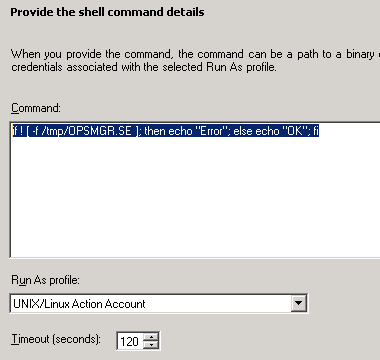 Provide the shell command details
When you provide the command, the command can be a path to a binary
credentials associated with the selected Run As profile.
Command:
if ! [ -f /tmp/OPSMGR.SE ]; then echo "Error"; else echo "OK"; fi
Run As profile:
UNIX/Linux Action Account
Timeout (seconds):
120